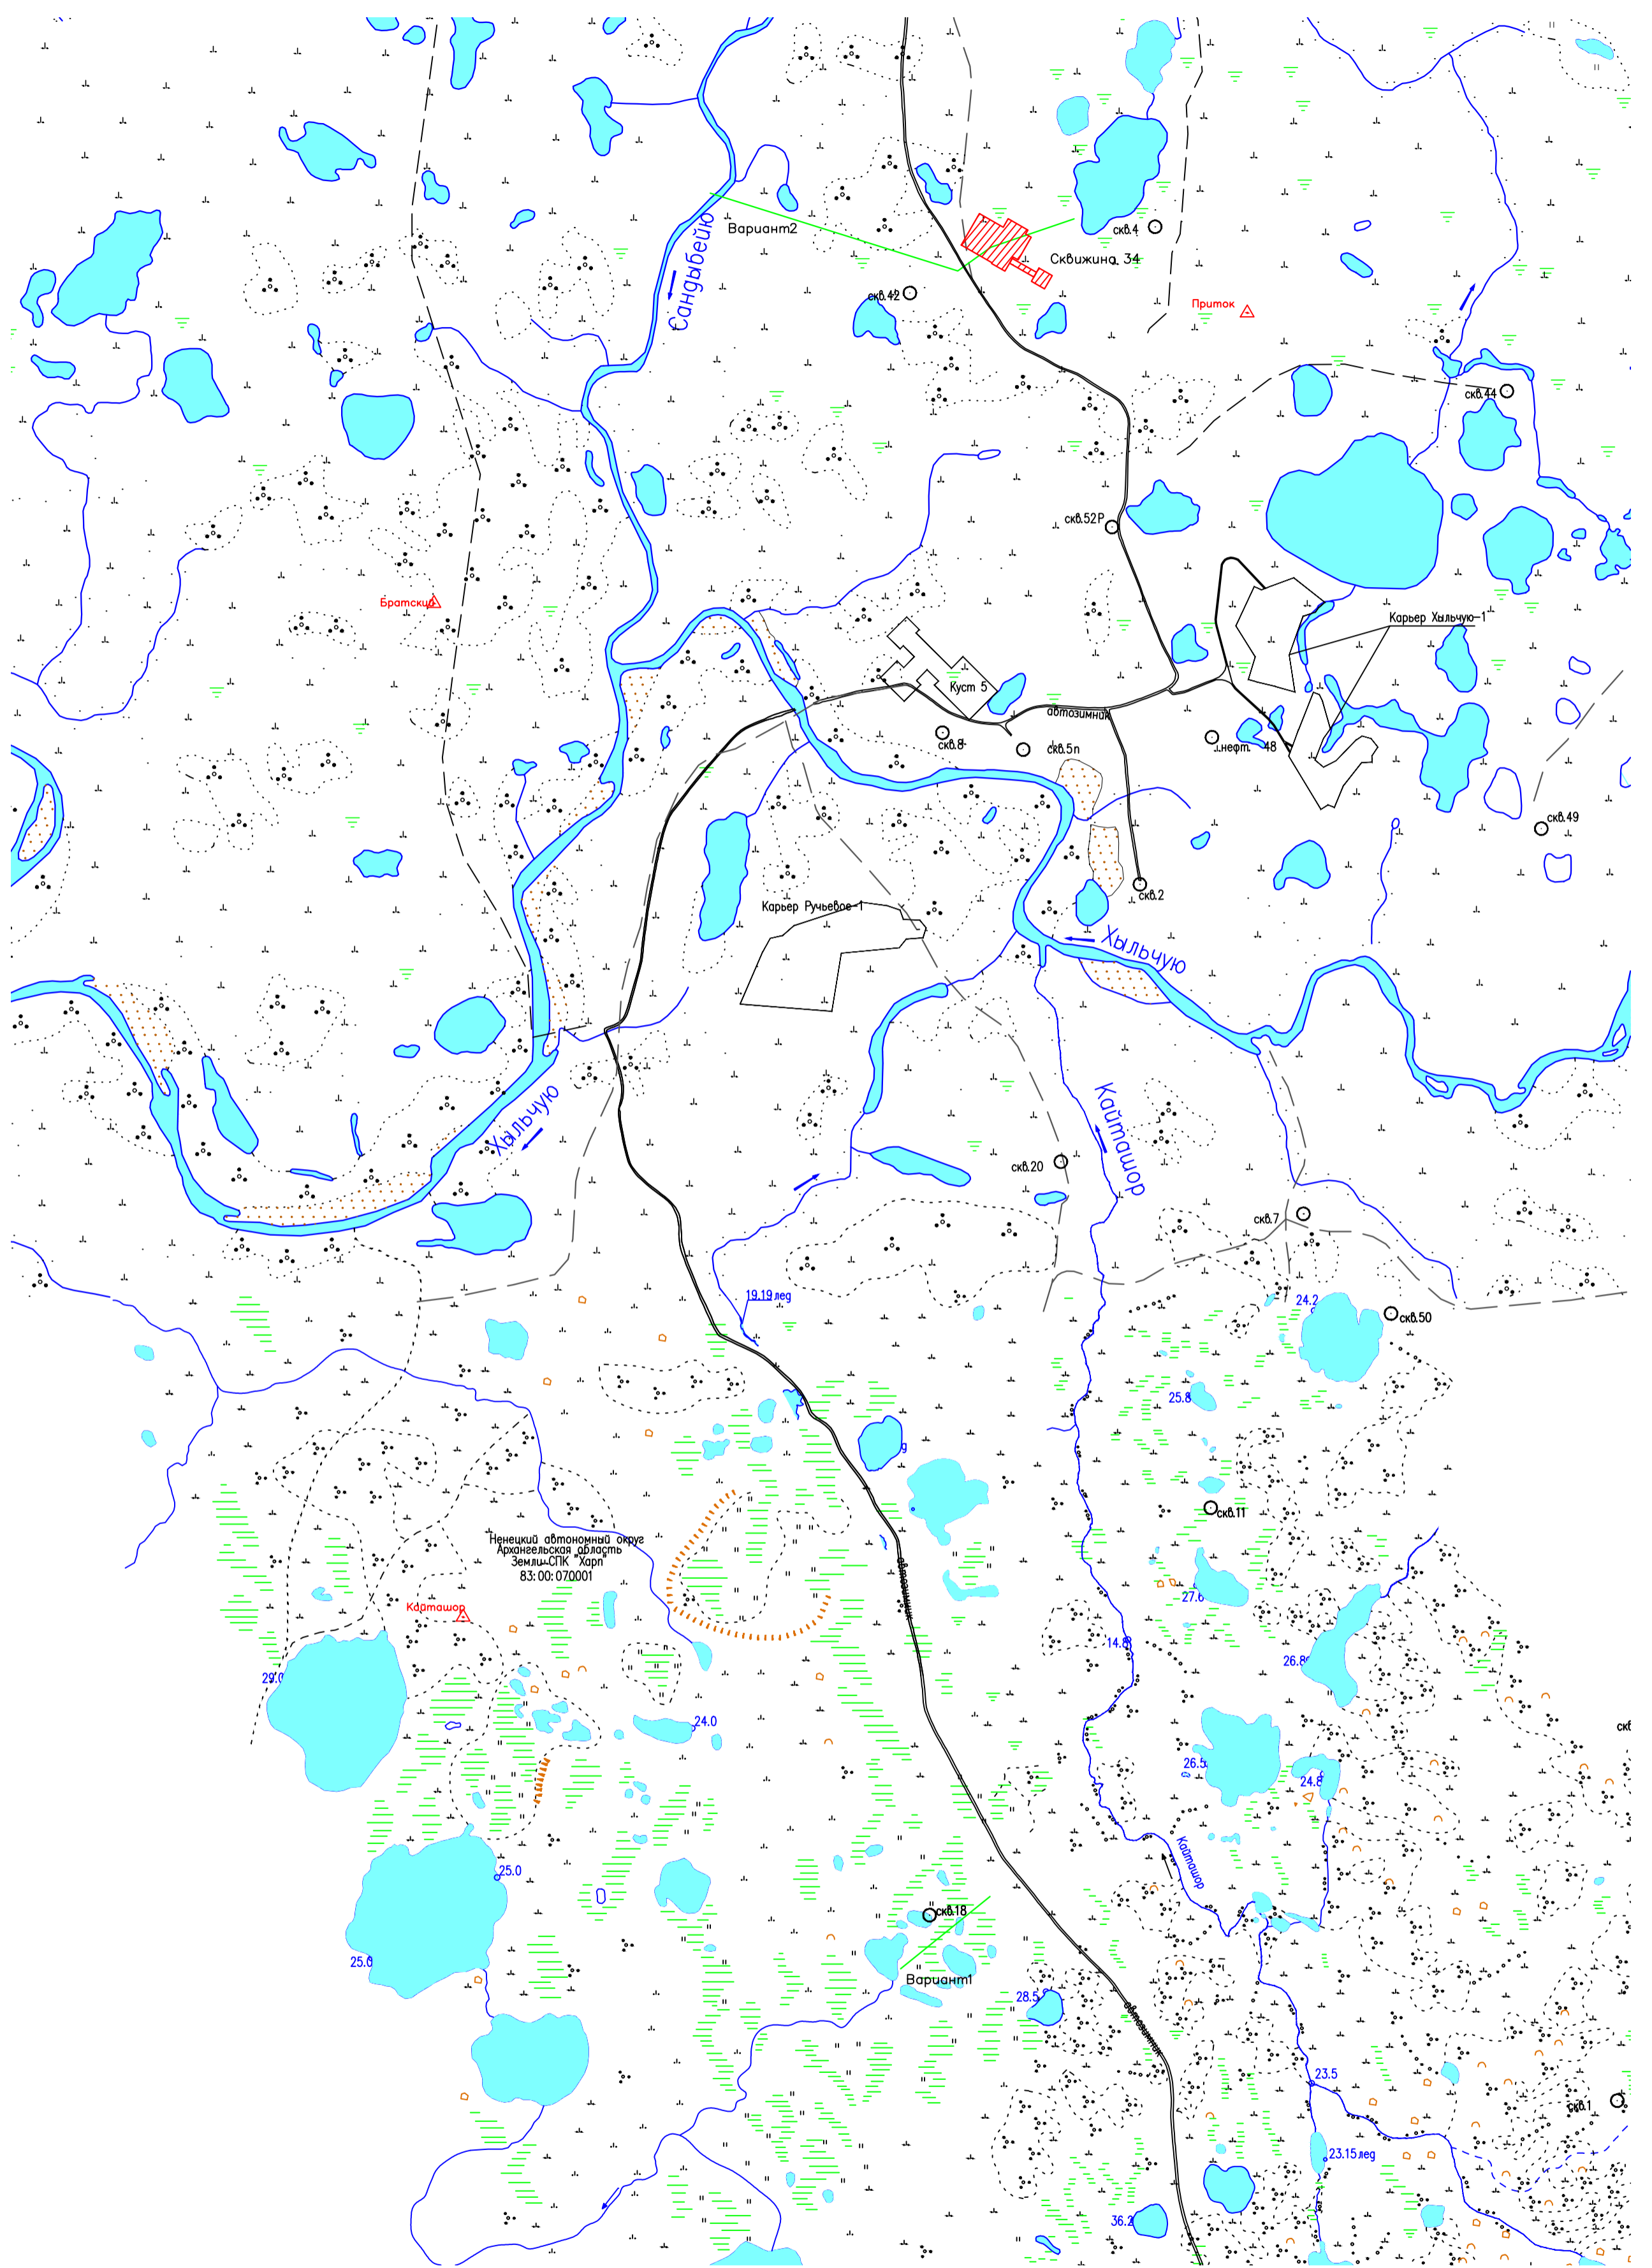 Вариант2
Сандыбейю
скв.4
Сквижина. 34
скв.42
Приток
скв.44
скв.52Р
Братский
Карьер Хыльчую-1
Куст 5
автозимник
скв.8
скв.5п
нефт. 48
скв.49
скв.2
Карьер Ручьевое-1
Хыльчую
Хыльчую
Кайташор
скв.20
скв.7
19.19 лед
24.2
скв.50
25.8
скв.11
Ненецкий автономный округ
Архангельская область
Земли СПК "Харп"
83:00:070001
автозимник
27.6
Кайташор
14.8
26.8
29.0
24.0
скв
26.5
24.8
Кайташор
25.0
скв.18
25.0
Вариант1
28.5
автозимник
23.5
скв.1
23.15 лед
36.2